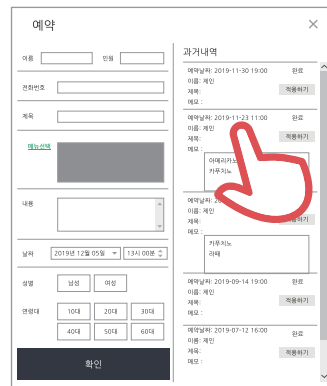 예약
이름
인원
전화번호
제목
메뉴선택
내용
날짜
2019년 12월 05일
13시 00분
성별
남성
여성
연령대
10대
20대
30대
40대
50대
60대
확인
과거내역
예약날짜: 2019-11-30 19:00
완료
이름: 제인
제목:
적용하기
메모 :
예약날짜: 2019-11-23 11:00
완료
이름: 제인
제목:
적용하기
메모 :
아메리카노
카푸치노
예약날짜: 20
이름: 제인
제목:
메모 :
카푸치노
라떼
예약날짜: 2019-09-14 19:00
완료
이름: 제인
제목:
적용하기
메모 :
예약날짜: 2019-07-12 16:00
완료
이름: 제인
제목:
적용하기
메모 :